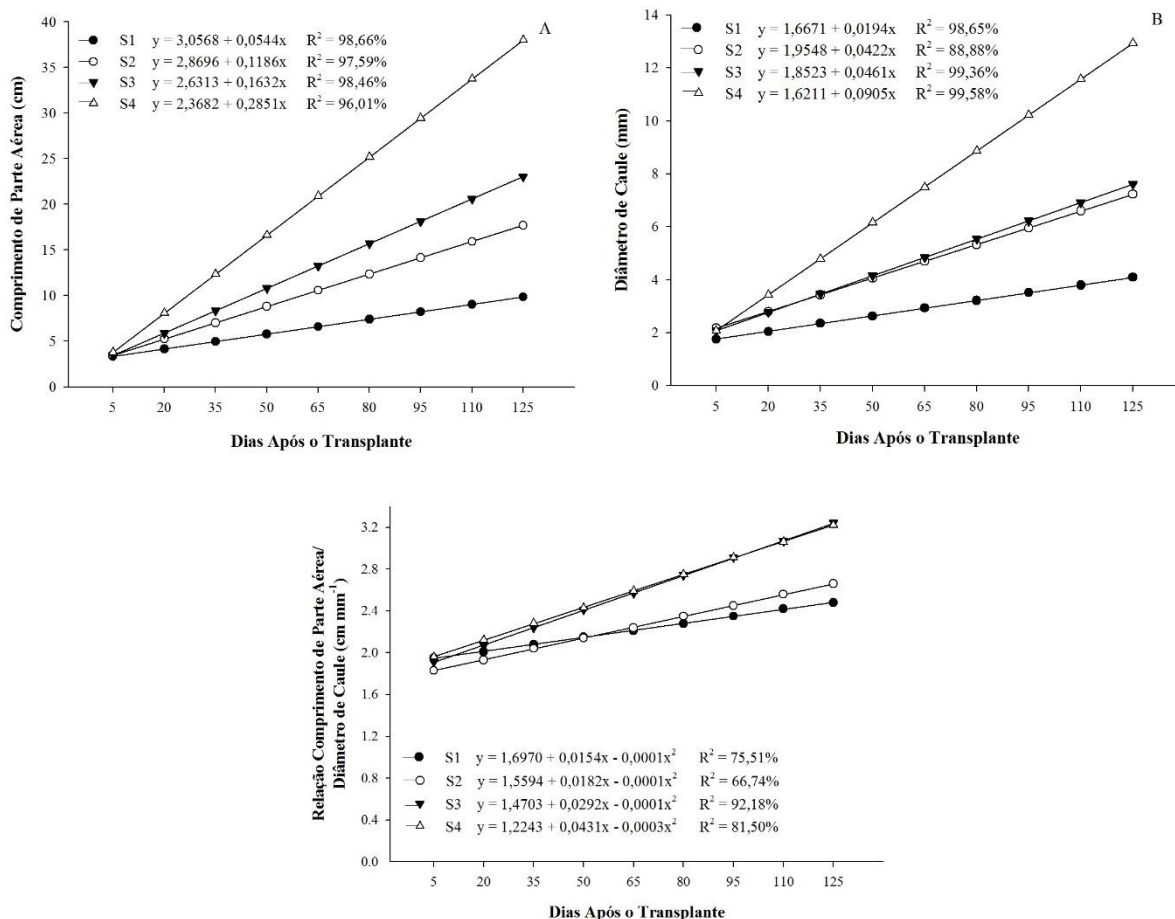 A
Comprimento de Parte Aérea (cm)
40
35
30
25
20
15
10
5
0
S1 y = 3,0568 + 0,0544x R² = 98,66%
S2 y = 2,8696 + 0,1186x R² = 97,59%
S3 y = 2,6313 + 0,1632x R² = 98,46%
S4 y = 2,3682 + 0,2851x R² = 96,01%
5 20 35 50 65 80 95 110 125
Dias Após o Transplante
B
Diâmetro de Caule (mm)
14
12
10
8
6
4
2
0
S1 y = 1,6671 + 0,0194x R² = 98,65%
S2 y = 1,9548 + 0,0422x R² = 88,88%
S3 y = 1,8523 + 0,0461x R² = 99,36%
S4 y = 1,6211 + 0,0905x R² = 99,58%
5 20 35 50 65 80 95 110 125
Dias Após o Transplante
Relação Comprimento de Parte Aérea/
Diâmetro de Caule (cm mm⁻¹)
3.2
2.8
2.4
2.0
1.6
1.2
0.8
0.4
0.0
S1 y = 1,6970 + 0,0154x - 0,0001x² R² = 75,51%
S2 y = 1,5594 + 0,0182x - 0,0001x² R² = 66,74%
S3 y = 1,4703 + 0,0292x - 0,0001x² R² = 92,18%
S4 y = 1,2243 + 0,0431x - 0,0003x² R² = 81,50%
5 20 35 50 65 80 95 110 125
Dias Após o Transplante